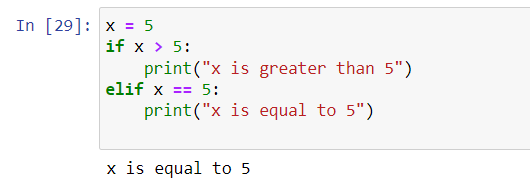 In [29]: x = 5
if x > 5:
    print("x is greater than 5")
elif x == 5:
    print("x is equal to 5")
x is equal to 5